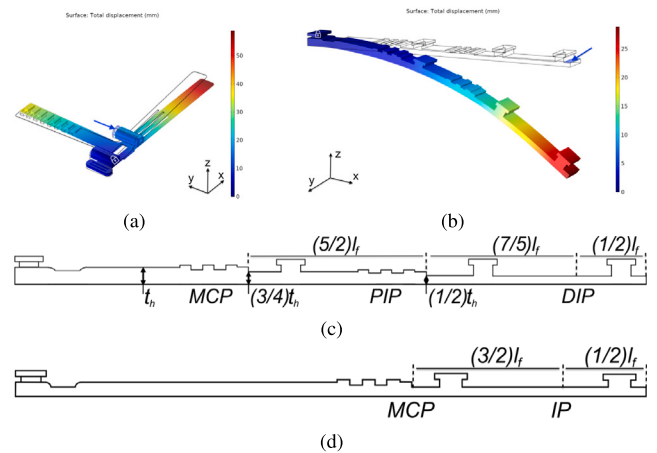 Surface: Total displacement (mm)
50
40
30
20
10
0
z
y
x
(a)
Surface: Total displacement (mm)
25
20
15
10
5
0
z
y
x
(b)
(5/2)l_f
(7/5)l_f
(1/2)l_f
t_h
MCP
(3/4)t_h
PIP
(1/2)t_h
DIP
(c)
(3/2)l_f
(1/2)l_f
MCP
IP
(d)